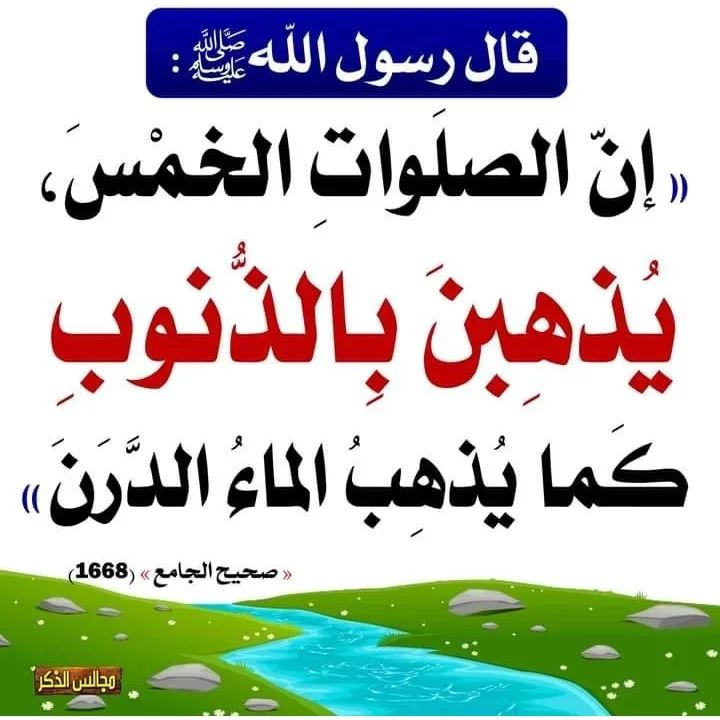 قال رسول الله ﷺ :
(( إنّ الصلَواتِ الخمْسَ،
يُذهِبنَ بِالذُّنوبِ
كَما يُذهِبُ الماءُ الدَّرَنَ ))
« صحيح الجامع » (1668)
مجالس الذكر